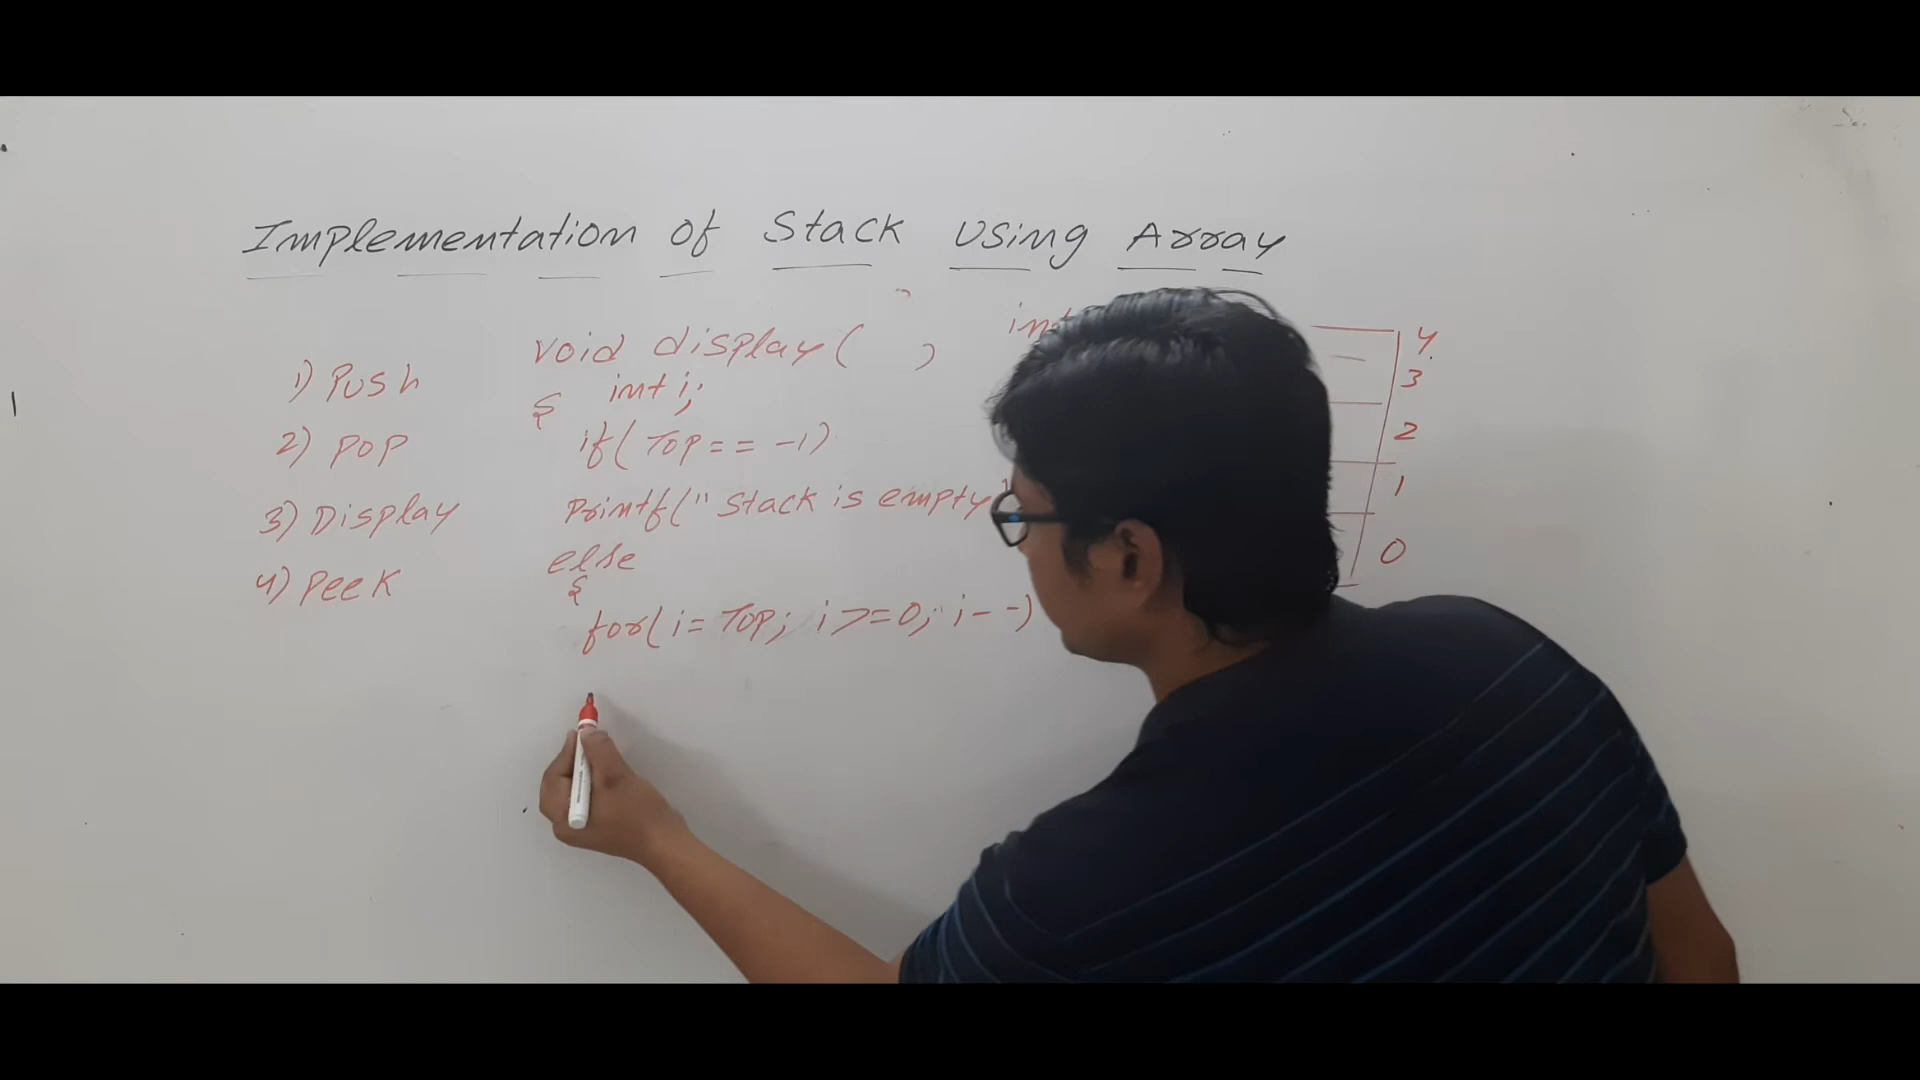 Implementation of Stack Using Array
1) Push
2) Pop
3) Display
4) Peek
void display( )
{ int i;
if( Top == -1)
Printf(" Stack is empty"
else
{
for( i = Top; i >= 0; i--)
int
4
3
2
1
0